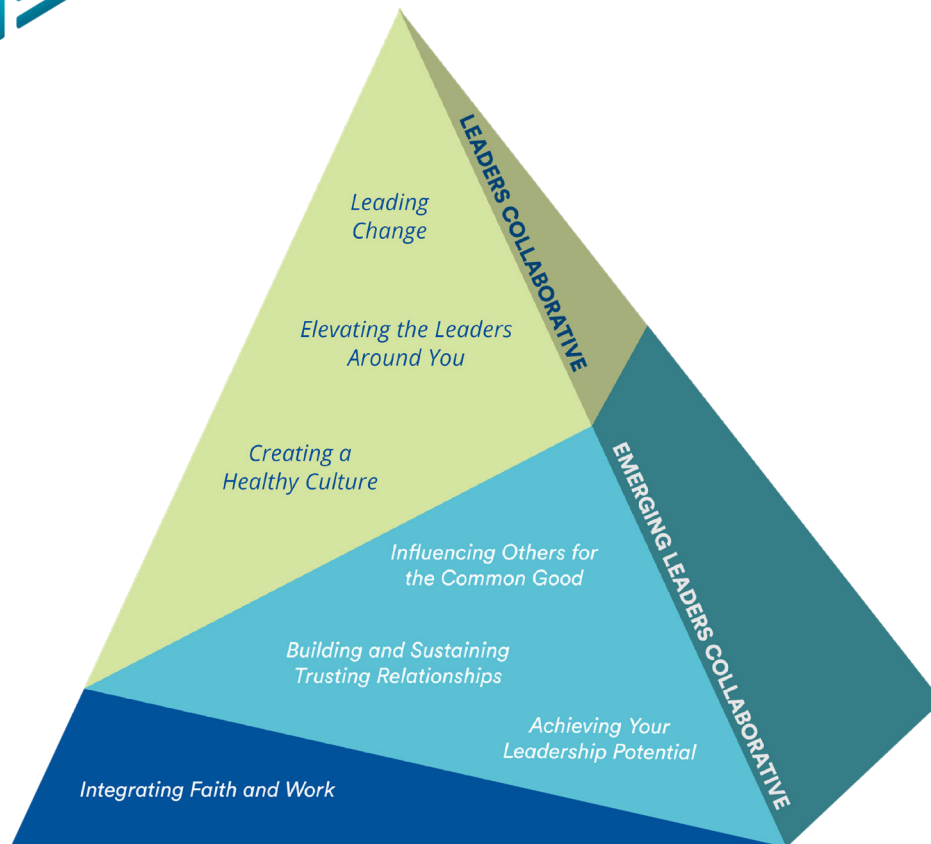 LEADERS COLLABORATIVE
Leading
Change
Elevating the Leaders
Around You
Creating a
Healthy Culture
EMERGING LEADERS COLLABORATIVE
Influencing Others for
the Common Good
Building and Sustaining
Trusting Relationships
Achieving Your
Leadership Potential
Integrating Faith and Work